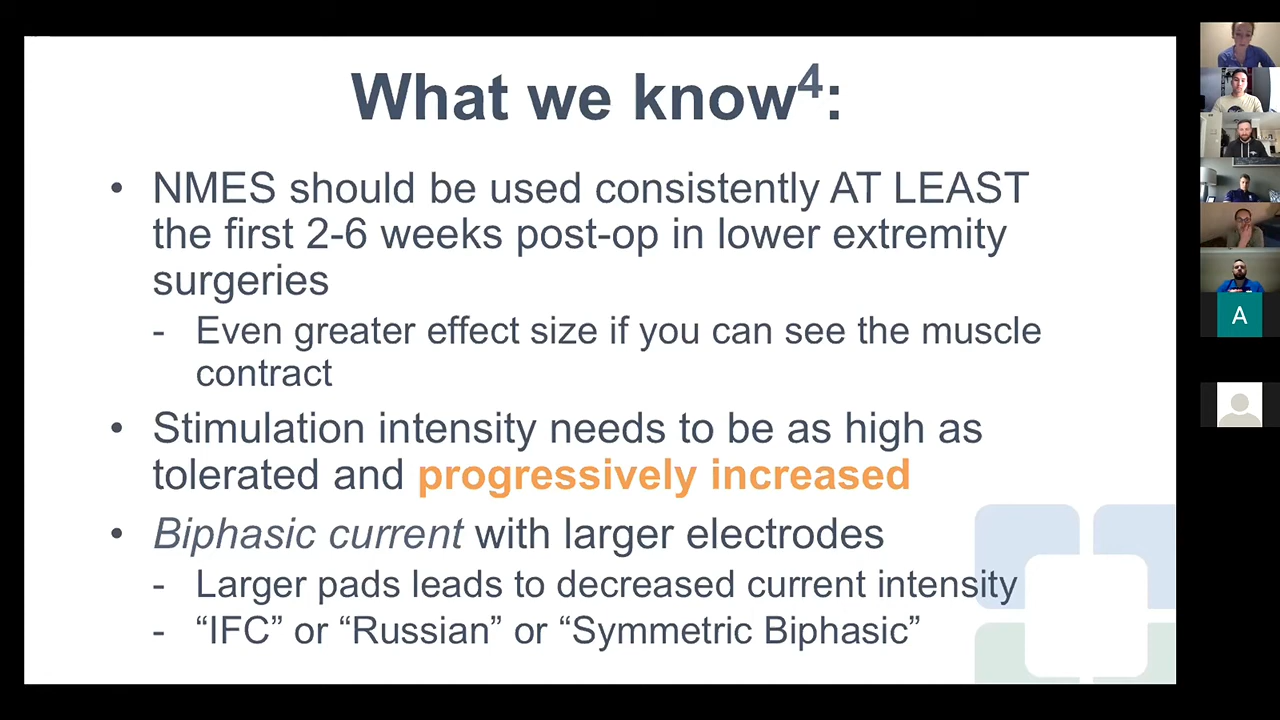 What we know4:
• NMES should be used consistently AT LEAST
the first 2-6 weeks post-op in lower extremity
surgeries
- Even greater effect size if you can see the muscle
contract
• Stimulation intensity needs to be as high as
tolerated and progressively increased
• Biphasic current with larger electrodes
- Larger pads leads to decreased current intensity
- “IFC” or “Russian” or “Symmetric Biphasic”
A